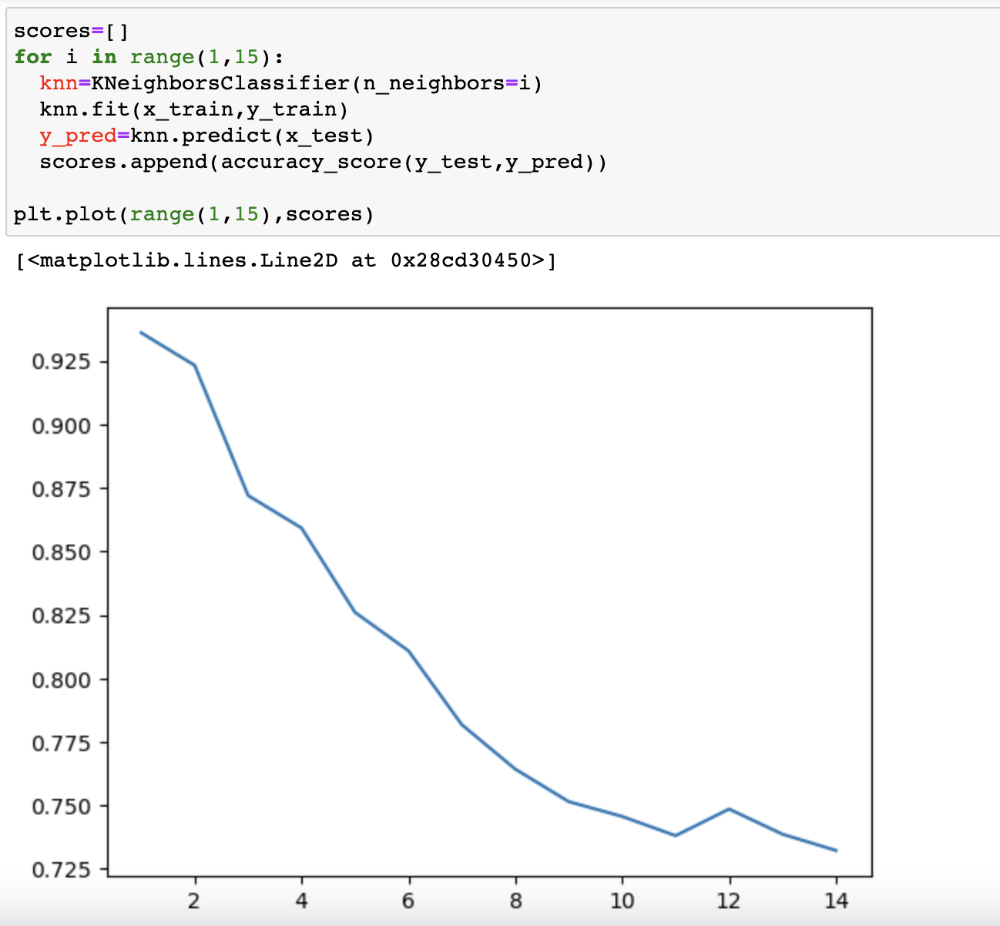 scores=[]
for i in range(1,15):
  knn=KNeighborsClassifier(n_neighbors=i)
  knn.fit(x_train,y_train)
  y_pred=knn.predict(x_test)
  scores.append(accuracy_score(y_test,y_pred))
plt.plot(range(1,15),scores)
[<matplotlib.lines.Line2D at 0x28cd30450>]
0.925
0.900
0.875
0.850
0.825
0.800
0.775
0.750
0.725
2 4 6 8 10 12 14